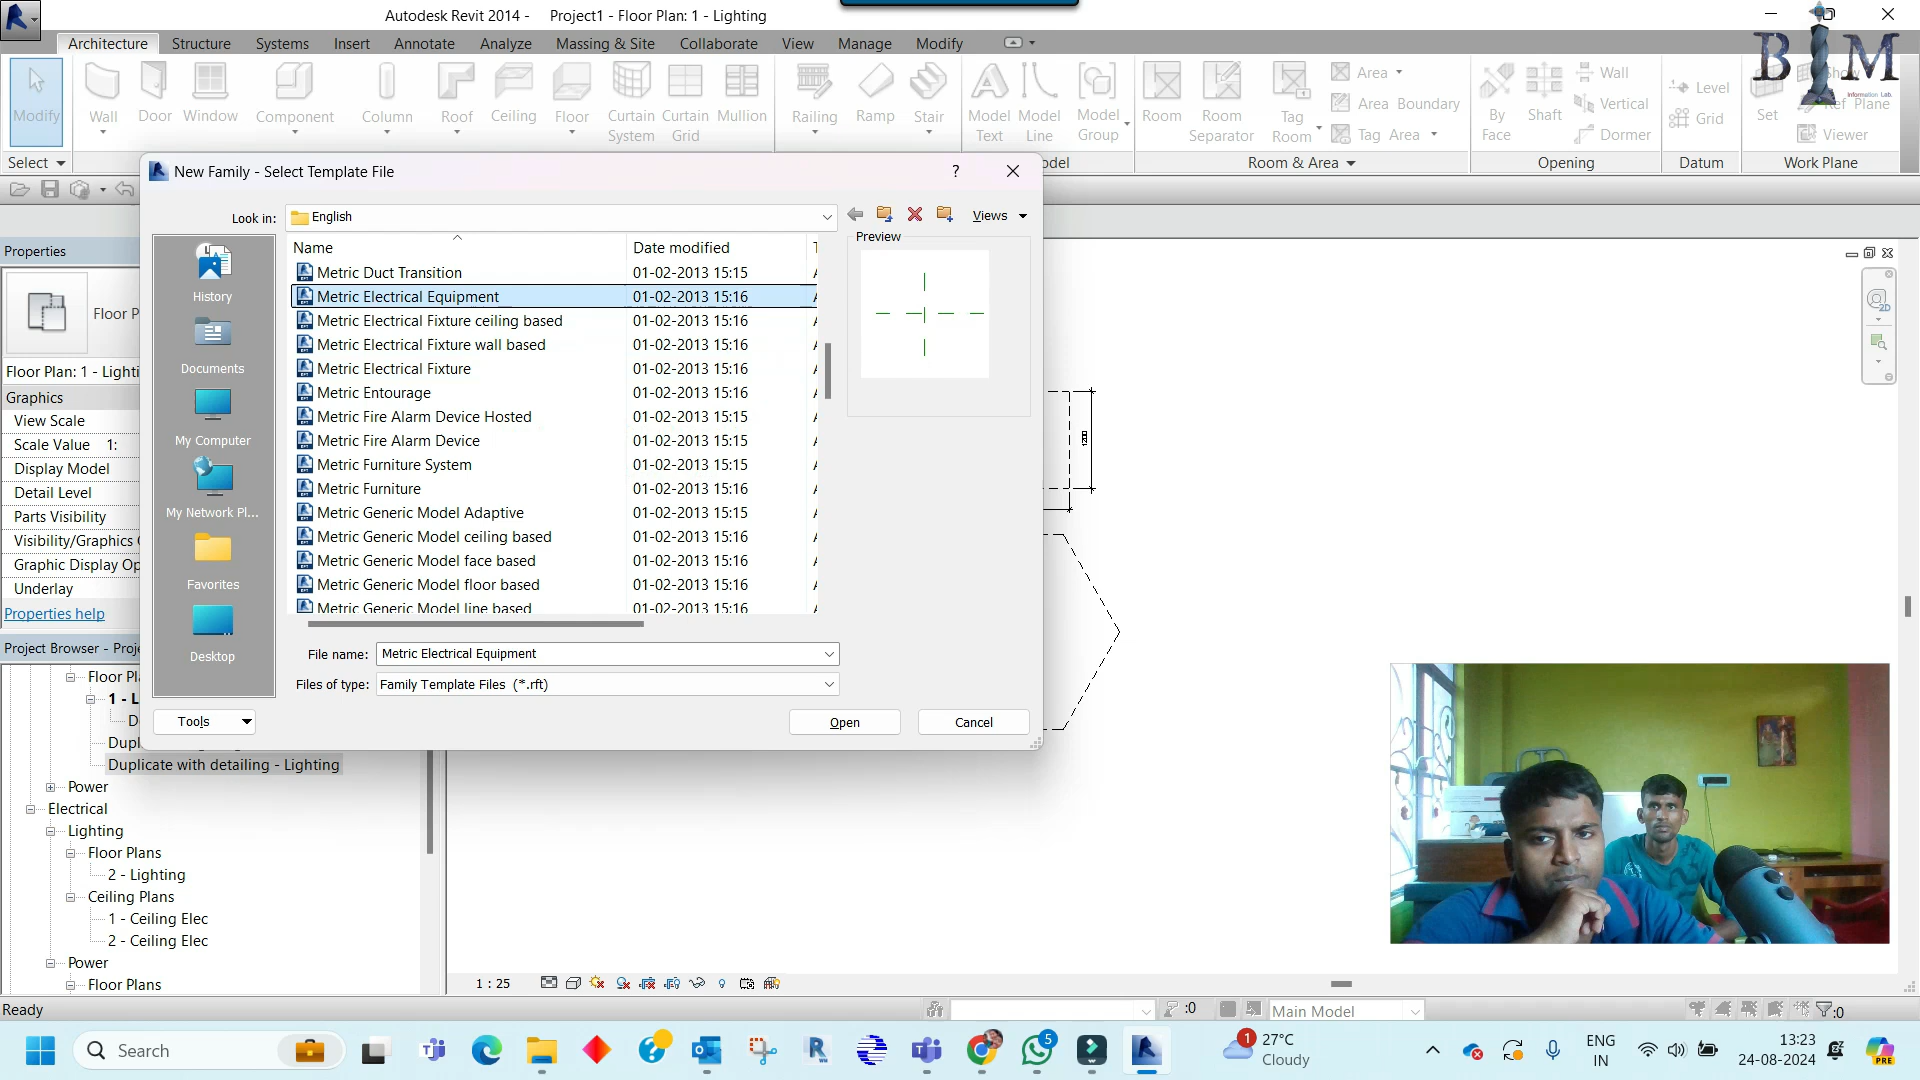 Autodesk Revit 2014 - Project1 - Floor Plan: 1 - Lighting
Architecture Structure Systems Insert Annotate Analyze Massing & Site Collaborate View Manage Modify
BIM
Information Lab.
Modify Wall Door Window Component Column Roof Ceiling Floor Curtain System Curtain Grid Mullion Railing Ramp Stair Model Text Model Line Model Group Room Room Separator Tag Room Area Area Boundary Tag Area By Face Shaft Wall Vertical Dormer Level Grid Set Show Ref Plane Viewer
Select Room & Area Opening Datum Work Plane
New Family - Select Template File
?
Look in: English
Views
Preview
Name Date modified
Metric Duct Transition 01-02-2013 15:15
Metric Electrical Equipment 01-02-2013 15:16
Metric Electrical Fixture ceiling based 01-02-2013 15:16
Metric Electrical Fixture wall based 01-02-2013 15:16
Metric Electrical Fixture 01-02-2013 15:16
Metric Entourage 01-02-2013 15:16
Metric Fire Alarm Device Hosted 01-02-2013 15:15
Metric Fire Alarm Device 01-02-2013 15:15
Metric Furniture System 01-02-2013 15:15
Metric Furniture 01-02-2013 15:16
Metric Generic Model Adaptive 01-02-2013 15:15
Metric Generic Model ceiling based 01-02-2013 15:16
Metric Generic Model face based 01-02-2013 15:16
Metric Generic Model floor based 01-02-2013 15:16
Metric Generic Model line based 01-02-2013 15:16
History
Documents
My Computer
My Network Pl...
Favorites
Desktop
File name: Metric Electrical Equipment
Files of type: Family Template Files (*.rft)
Tools Open Cancel
Properties
Floor P
Floor Plan: 1 - Lighti
Graphics
View Scale
Scale Value 1:
Display Model
Detail Level
Parts Visibility
Visibility/Graphics
Graphic Display Op
Underlay
Properties help
Project Browser - Proje
Floor Pla
1 - L
D
Dupl
Duplicate with detailing - Lighting
Power
Electrical
Lighting
Floor Plans
2 - Lighting
Ceiling Plans
1 - Ceiling Elec
2 - Ceiling Elec
Power
Floor Plans
1 : 25
Ready
:0 Main Model :0
Search
5
1
27°C
Cloudy
ENG
IN
13:23
24-08-2024
PRE